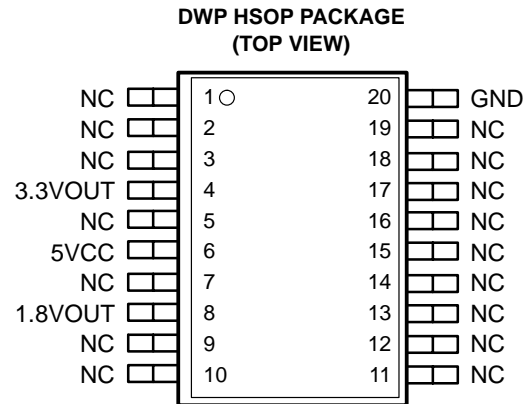 DWP HSOP PACKAGE
(TOP VIEW)
NC 1 20 GND
NC 2 19 NC
NC 3 18 NC
3.3VOUT 4 17 NC
NC 5 16 NC
5VCC 6 15 NC
NC 7 14 NC
1.8VOUT 8 13 NC
NC 9 12 NC
NC 10 11 NC